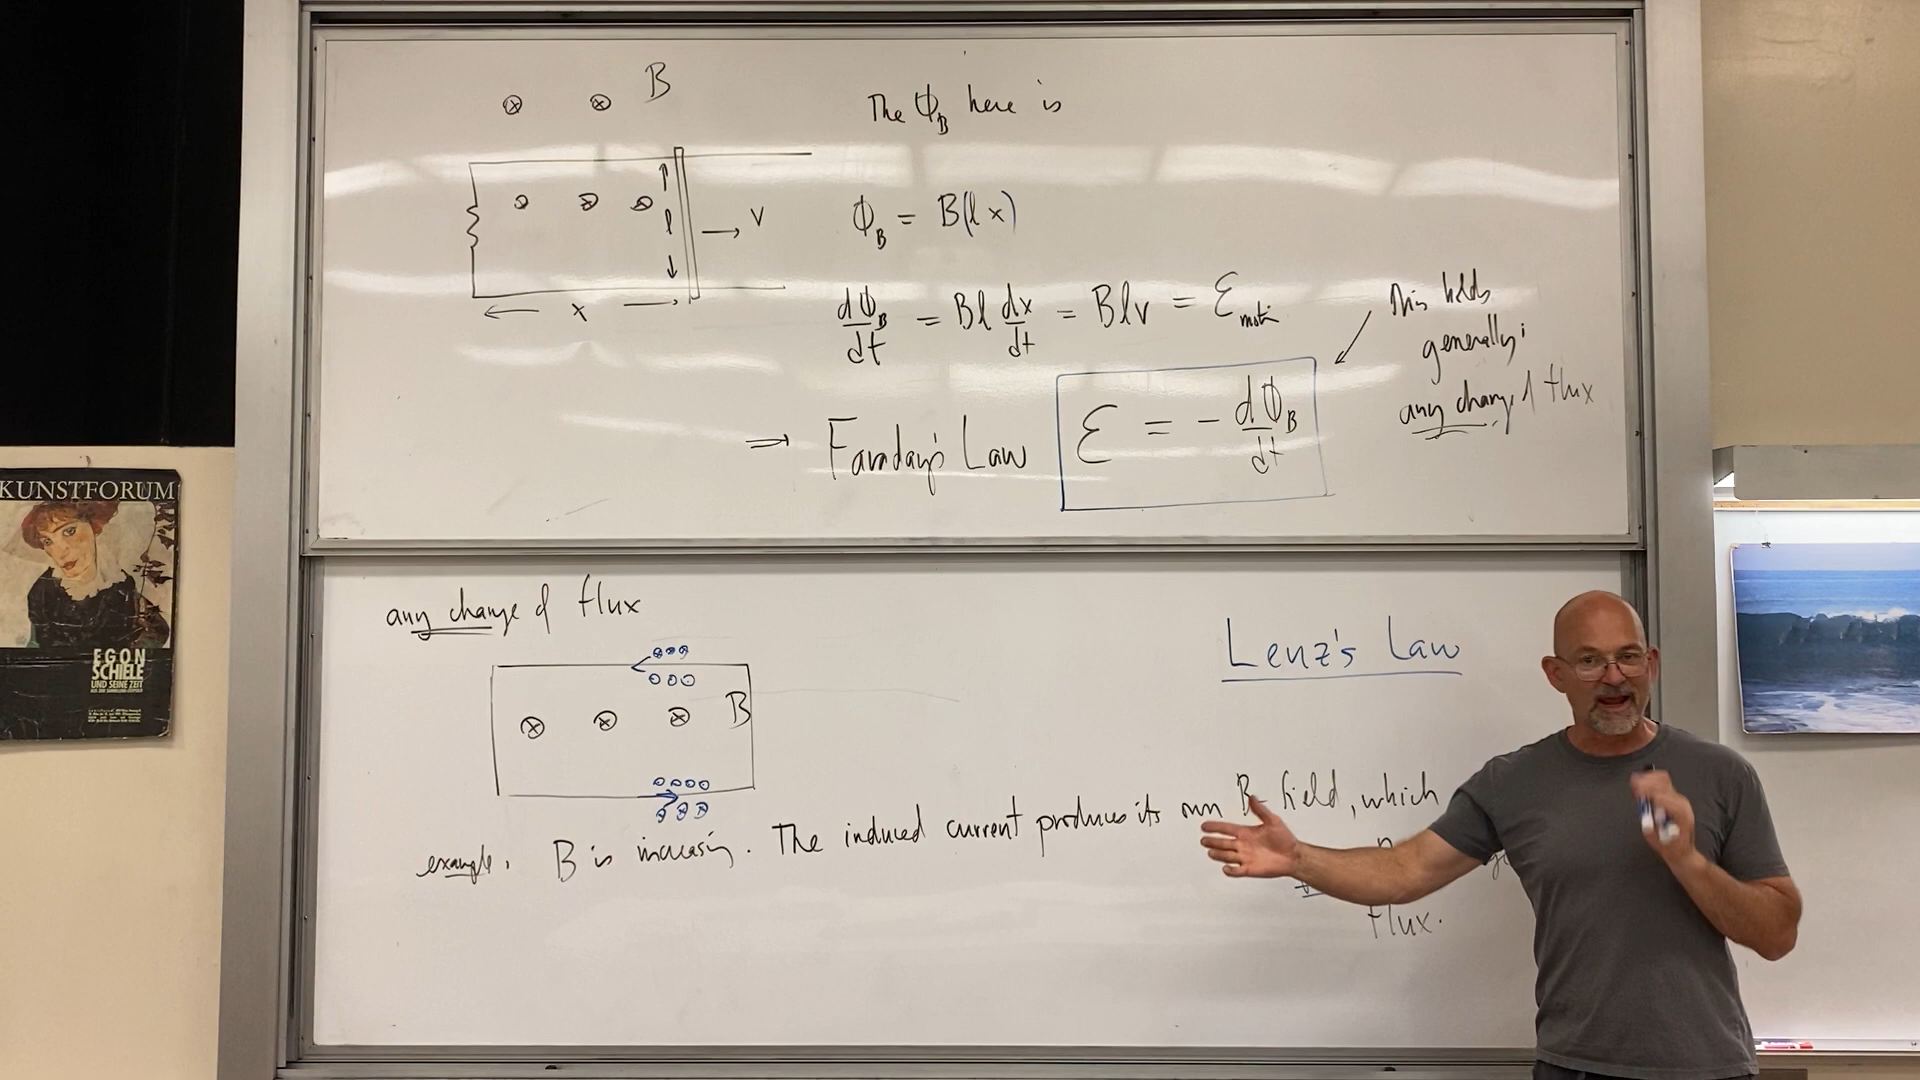 B
The Φ_B here is
l
→ v
x
Φ_B = B(l x)
dΦ_B/dt = Bl dx/dt = Blv = ℰ
This holds
generally:
any change of flux
⇒ Faraday's Law ℰ = - dΦ_B/dt
any change of flux
B
Lenz's Law
example. B is increasing. The induced current produces its own B field, which
flux.
KUNSTFORUM
EGON
SCHIELE
UND SEINE ZEIT